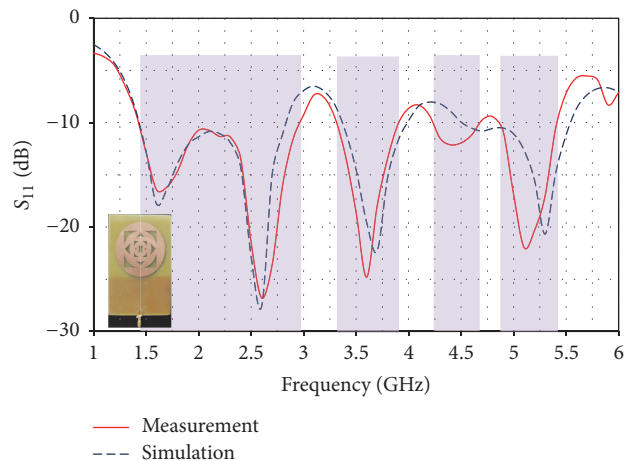 0
−10
−20
−30
S11 (dB)
1 1.5 2 2.5 3 3.5 4 4.5 5 5.5 6
Frequency (GHz)
Measurement
Simulation